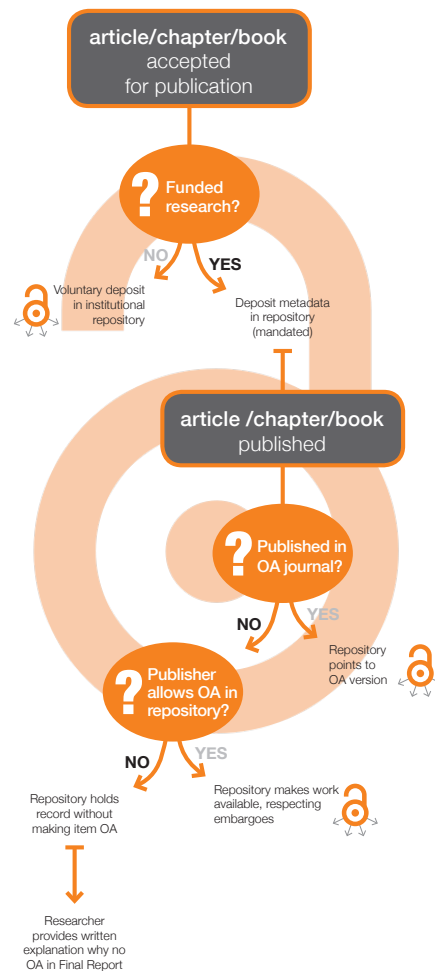 article/chapter/book
accepted
for publication
? Funded
research?
NO
YES
Voluntary deposit
in institutional
repository
Deposit metadata
in repository
(mandated)
article /chapter/book
published
? Published in
OA journal?
NO
YES
Repository
points to
OA version
? Publisher
allows OA in
repository?
NO
YES
Repository holds
record without
making item OA
Repository makes work
available, respecting
embargoes
Researcher
provides written
explanation why no
OA in Final Report